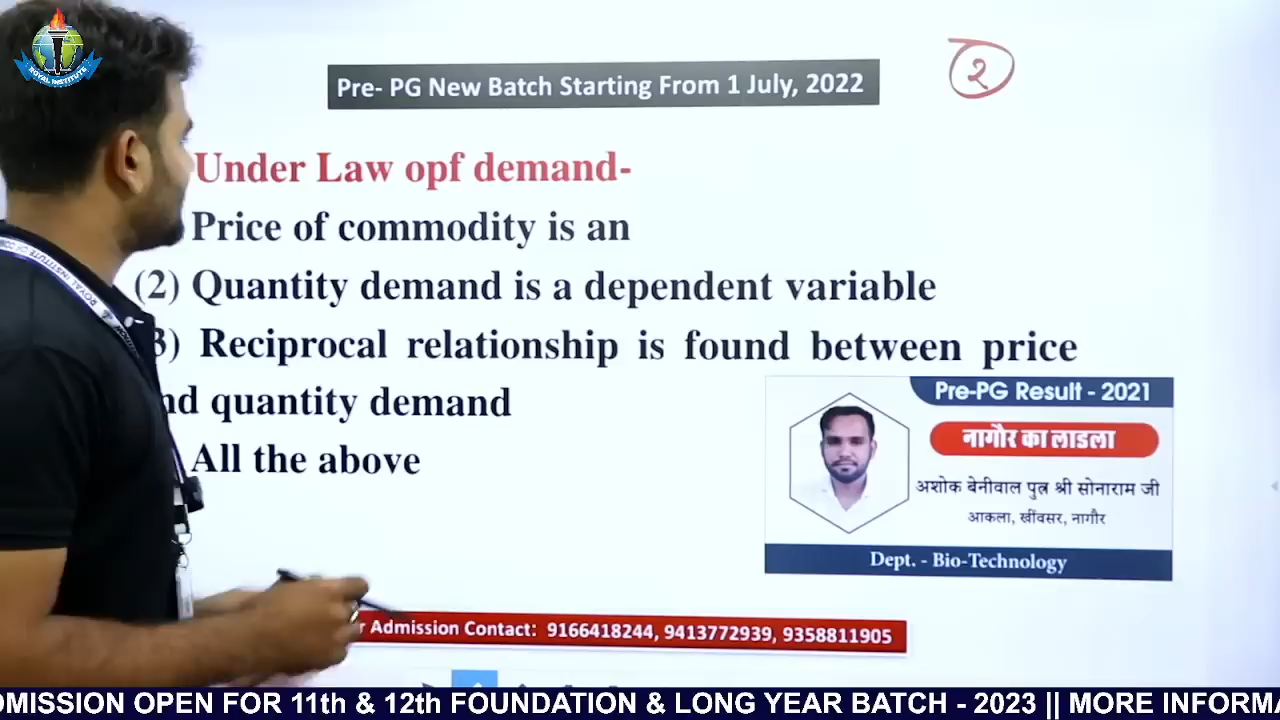 ROYAL INSTITUTE
२
Pre- PG New Batch Starting From 1 July, 2022
Under Law opf demand-
Price of commodity is an
(2) Quantity demand is a dependent variable
3) Reciprocal relationship is found between price
nd quantity demand
All the above
Pre-PG Result - 2021
नागौर का लाडला
अशोक बेनीवाल पुत्र श्री सोनाराम जी
आकला, खींवसर, नागौर
Dept. - Bio-Technology
r Admission Contact: 9166418244, 9413772939, 9358811905
DMISSION OPEN FOR 11th & 12th FOUNDATION & LONG YEAR BATCH - 2023 || MORE INFORMA